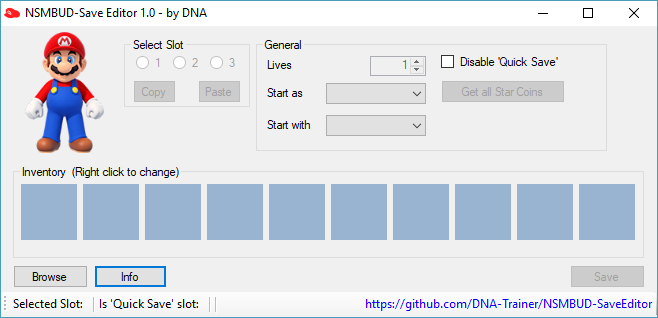 NSMBUD-Save Editor 1.0 - by DNA
Select Slot
1 2 3
Copy Paste
General
Lives 1
Disable 'Quick Save'
Start as
Get all Star Coins
Start with
Inventory (Right click to change)
Browse Info Save
Selected Slot: Is 'Quick Save' slot: https://github.com/DNA-Trainer/NSMBUD-SaveEditor